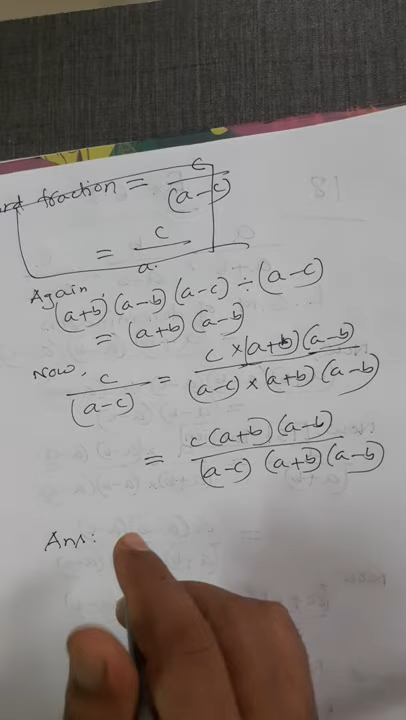 fraction = c/(a-c)
= c/a
Again,
(a+b)(a-b)(a-c) ÷ (a-c)
= (a+b)(a-b)
Now,
c/(a-c) = c×(a+b)(a-b)/(a-c)×(a+b)(a-b)
= c(a+b)(a-b)/(a-c)(a+b)(a-b)
Ans: